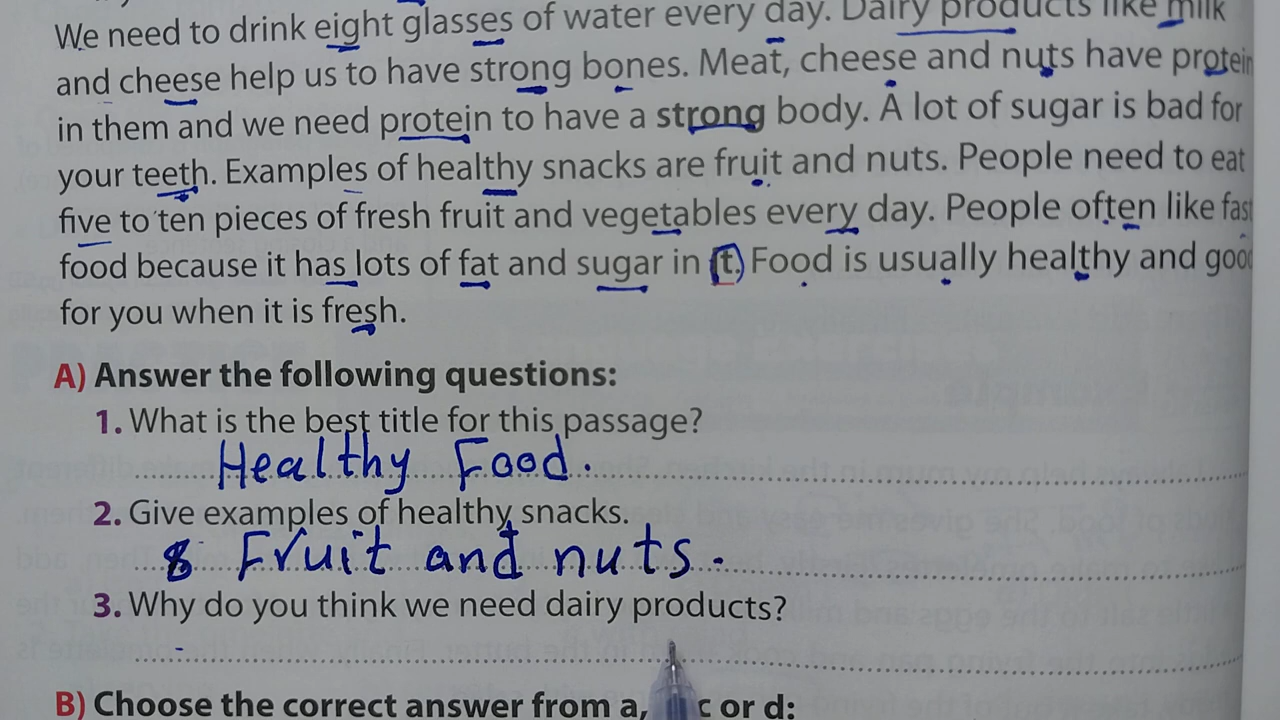 We need to drink eight glasses of water every day. Dairy products like milk
and cheese help us to have strong bones. Meat, cheese and nuts have protein
in them and we need protein to have a strong body. A lot of sugar is bad for
your teeth. Examples of healthy snacks are fruit and nuts. People need to eat
five to ten pieces of fresh fruit and vegetables every day. People often like fast
food because it has lots of fat and sugar in it. Food is usually healthy and good
for you when it is fresh.
A) Answer the following questions:
1. What is the best title for this passage?
Healthy Food.
2. Give examples of healthy snacks.
Fruit and nuts.
3. Why do you think we need dairy products?
B) Choose the correct answer from a, c or d: